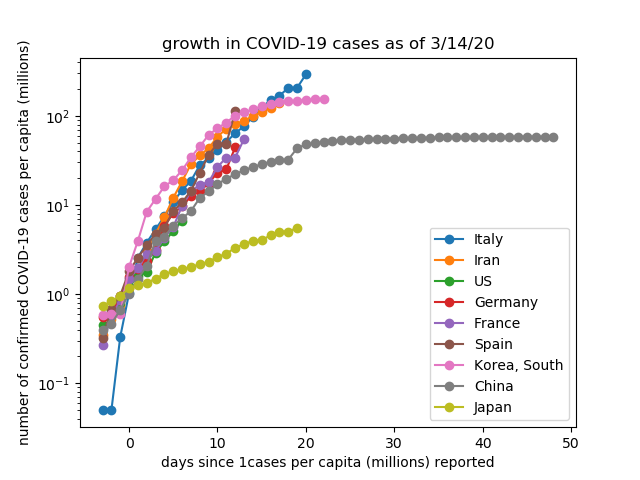 growth in COVID-19 cases as of 3/14/20
number of confirmed COVID-19 cases per capita (millions)
10²
10¹
10⁰
10⁻¹
Italy
Iran
US
Germany
France
Spain
Korea, South
China
Japan
0 10 20 30 40 50
days since 1cases per capita (millions) reported